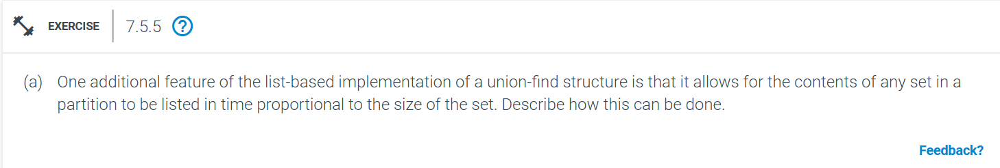 EXERCISE 7.5.5 ?
(a) One additional feature of the list-based implementation of a union-find structure is that it allows for the contents of any set in a
partition to be listed in time proportional to the size of the set. Describe how this can be done.
Feedback?